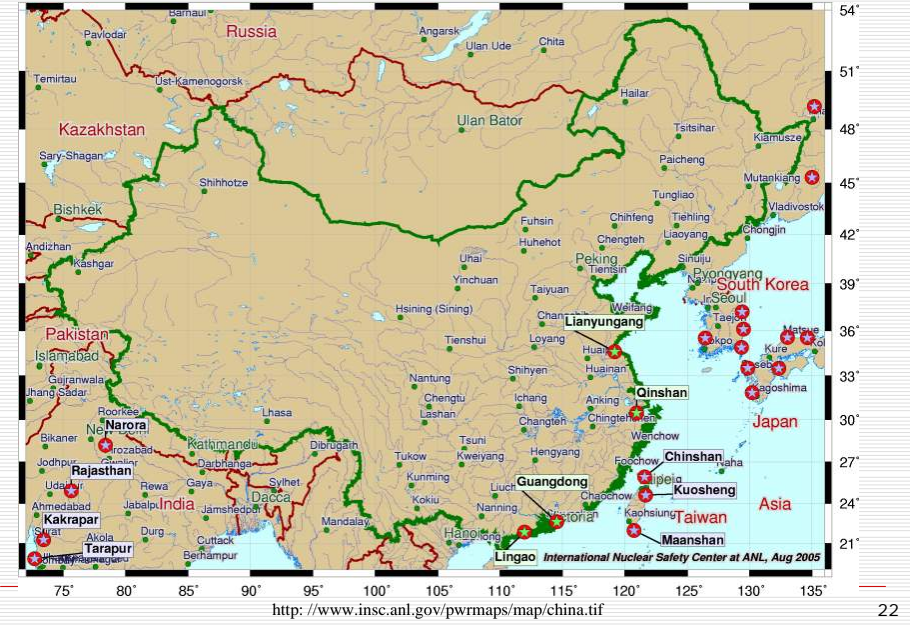 Barnaul
54°
Pavlodar
Russia
Angarsk
Ulan Ude
Chita
51°
Temirtau
Ust-Kamenogorsk
Hailar
Kazakhstan
Ulan Bator
Tsitsihar
48°
Kiamusze
Sary-Shagan
Paicheng
Shihhotze
Mutankiang
45°
Tungliao
Bishkek
Vladivostok
Fuhsin
Chihfeng
Tiehling
Chongjin
42°
Andizhan
Huhehot
Chengteh
Liaoyang
Kashgar
Uhai
Peking
Sinuiju
Tientsin
Pyongyang
Yinchuan
39°
Taiyuan
South Korea
Seoul
Hsining (Sining)
Weifang
Taejon
Lianyungang
36°
Matsue
Pakistan
Tienshui
Loyang
Kure
Islamabad
Shihyen
Huainan
33°
Gujranwala
Nantung
Qinshan
Jhang Sadar
Chengtu
Ichang
Anking
Roorkee
Lhasa
Lashan
Japan
30°
Narora
Changteh
Bikaner
Kathmandu
Dibrugarh
Tsuni
Wenchow
Jodhpur
Darbhanga
Tukow
Kweiyang
Hengyang
Foochow
Chinshan
Naha
27°
Rajasthan
Kunming
Guangdong
Rewa
Gaya
Sylhet
Kuosheng
Ahmedabad
India
Dacca
Kokiu
Nanning
Chaochow
Asia
24°
Kakrapar
Jabalpur
Jamshedpur
Mandalay
Kaohsiung
Taiwan
Akola
Durg
Cuttack
Hanoi
Maanshan
21°
Tarapur
Berhampur
Lingao
International Nuclear Safety Center at ANL, Aug 2005
75° 80° 85° 90° 95° 100° 105° 110° 115° 120° 125° 130° 135°
http: //www.insc.anl.gov/pwrmaps/map/china.tif
22